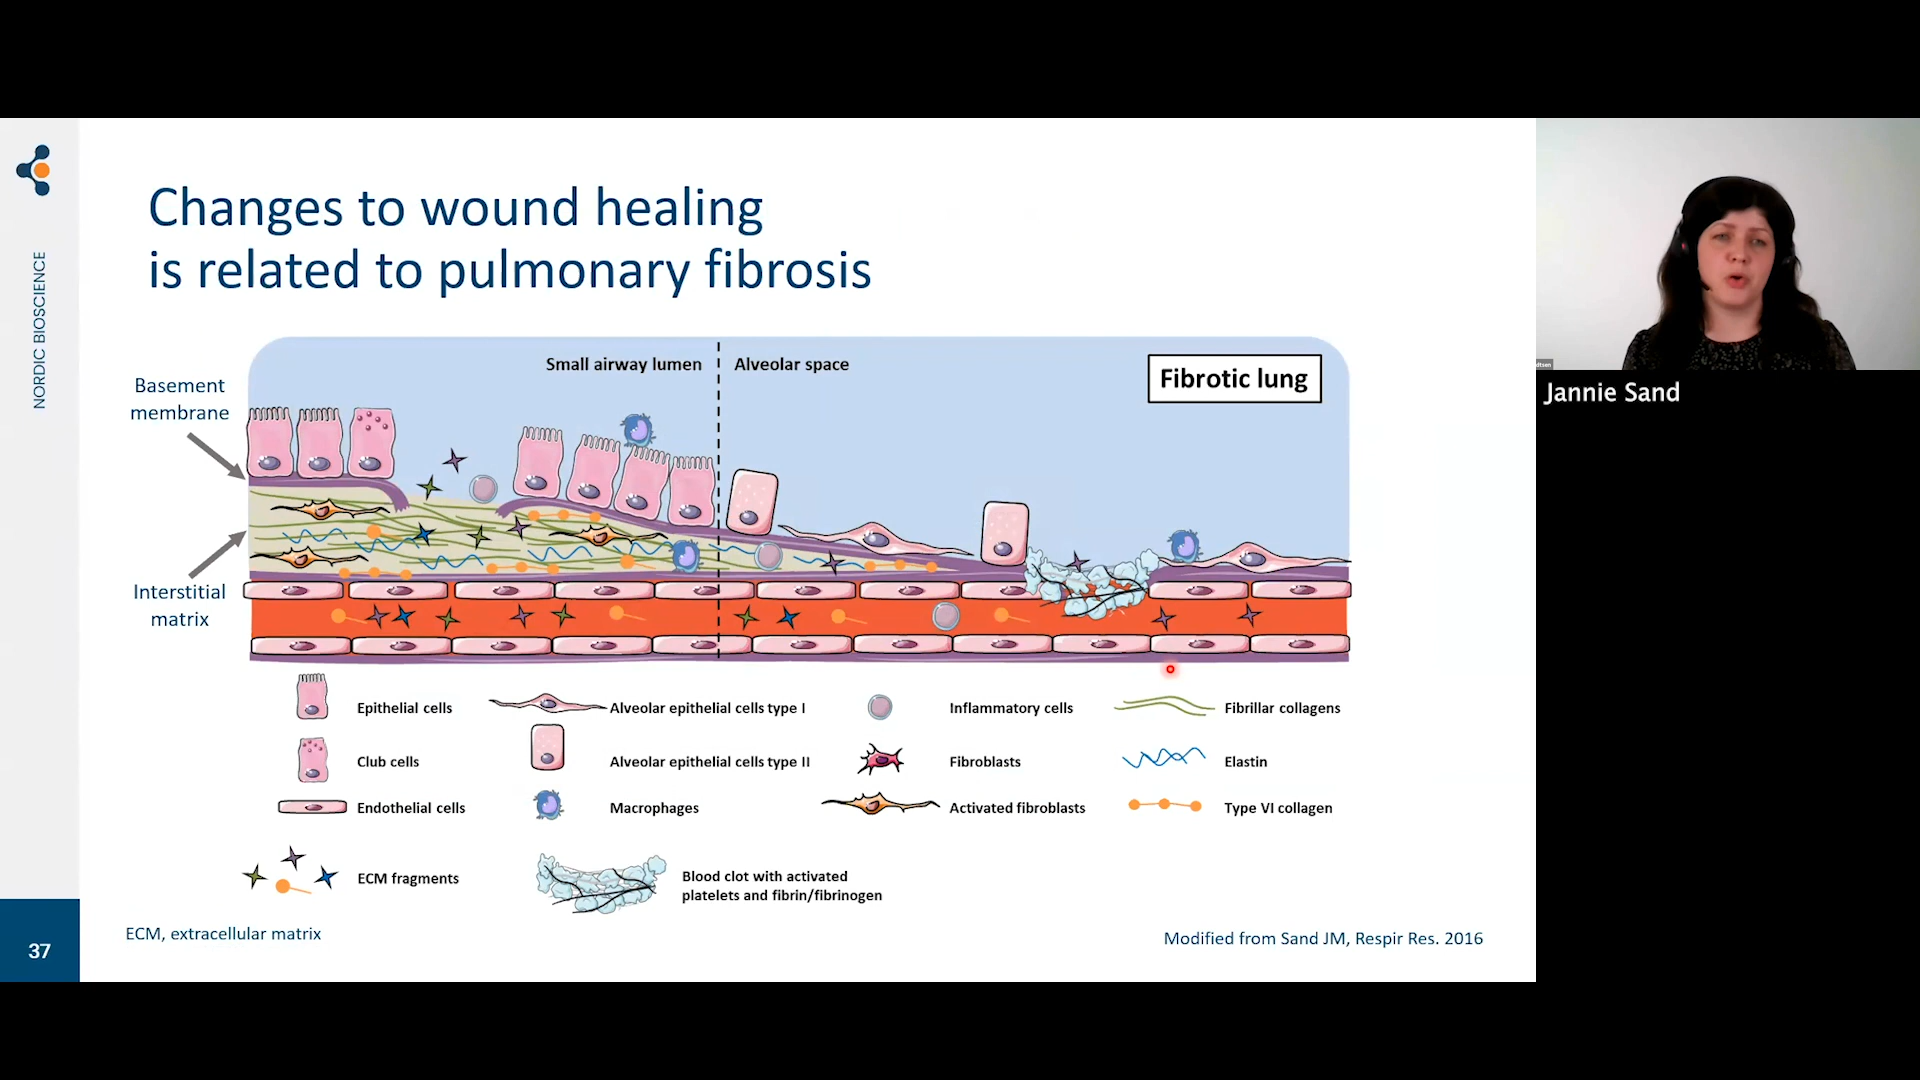 NORDIC BIOSCIENCE
Changes to wound healing
is related to pulmonary fibrosis
Small airway lumen
Alveolar space
Fibrotic lung
Basement
membrane
Interstitial
matrix
Epithelial cells
Alveolar epithelial cells type I
Inflammatory cells
Fibrillar collagens
Club cells
Alveolar epithelial cells type II
Fibroblasts
Elastin
Endothelial cells
Macrophages
Activated fibroblasts
Type VI collagen
ECM fragments
Blood clot with activated
platelets and fibrin/fibrinogen
ECM, extracellular matrix
Modified from Sand JM, Respir Res. 2016
37
Jannie Sand